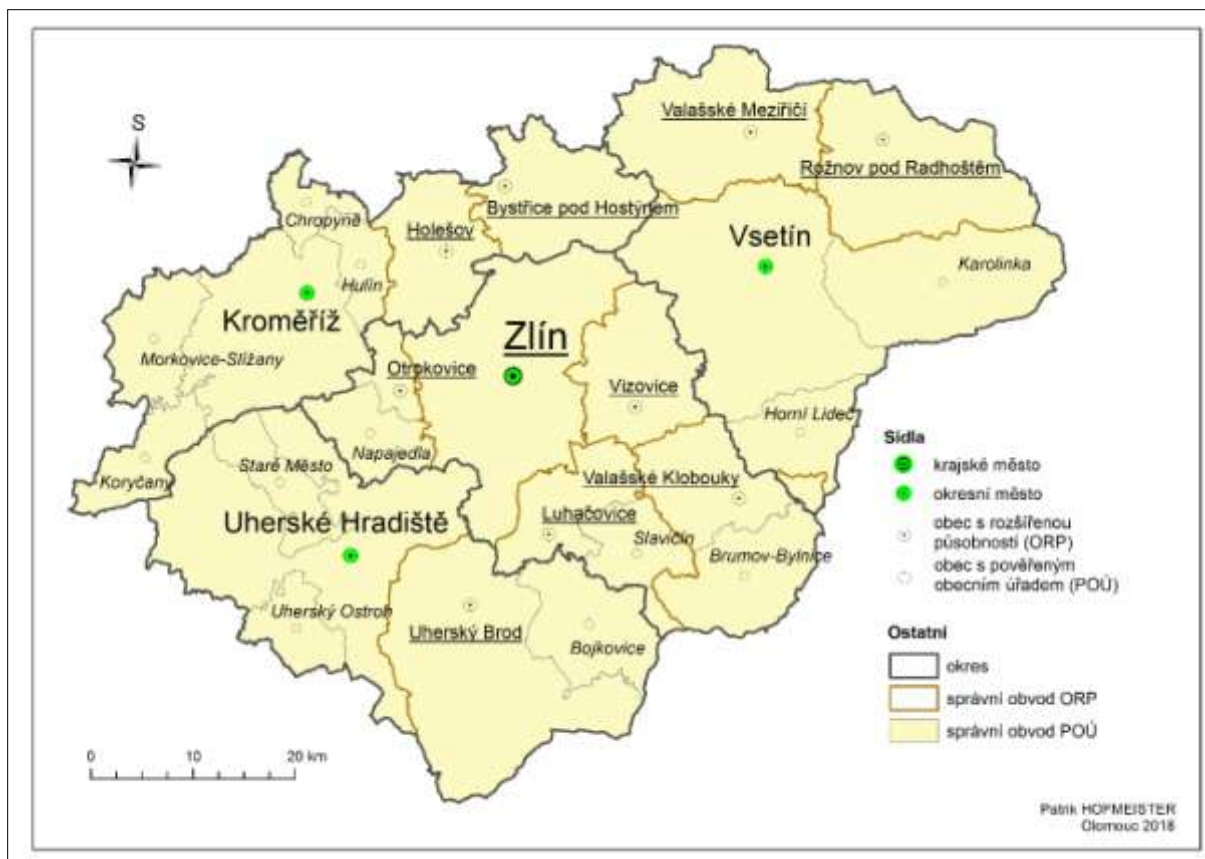 S
Valašské Meziříčí
Rožnov pod Radhoštěm
Bystřice pod Hostýnem
Chropyně
Holešov
Vsetín
Karolinka
Hulín
Kroměříž
Zlín
Morkovice-Slížany
Otrokovice
Vizovice
Horní Lideč
Napajedla
Staré Město
Koryčany
Valašské Klobouky
Uherské Hradiště
Luhačovice
Slavičín
Brumov-Bylnice
Uherský Ostroh
Uherský Brod
Bojkovice
Sídla
krajské město
okresní město
obec s rozšířenou
působností (ORP)
obec s pověřeným
obecním úřadem (POÚ)
Ostatní
okres
správní obvod ORP
správní obvod POÚ
0 10 20 km
Patrik HOFMEISTER
Olomouc 2018